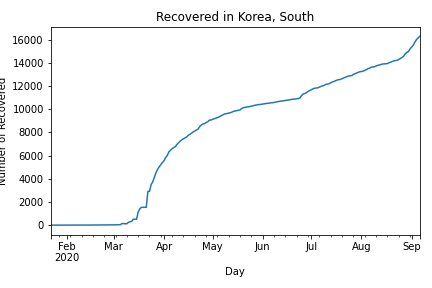 Recovered in Korea, South
Number of Recovered
16000
14000
12000
10000
8000
6000
4000
2000
0
Feb Mar Apr May Jun Jul Aug Sep
2020
Day